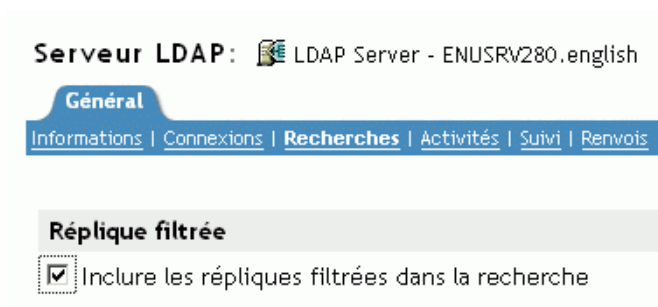 Serveur LDAP: LDAP Server - ENUSRV280.english
Général
Informations | Connexions | Recherches | Activités | Suivi | Renvois
Réplique filtrée
Inclure les répliques filtrées dans la recherche